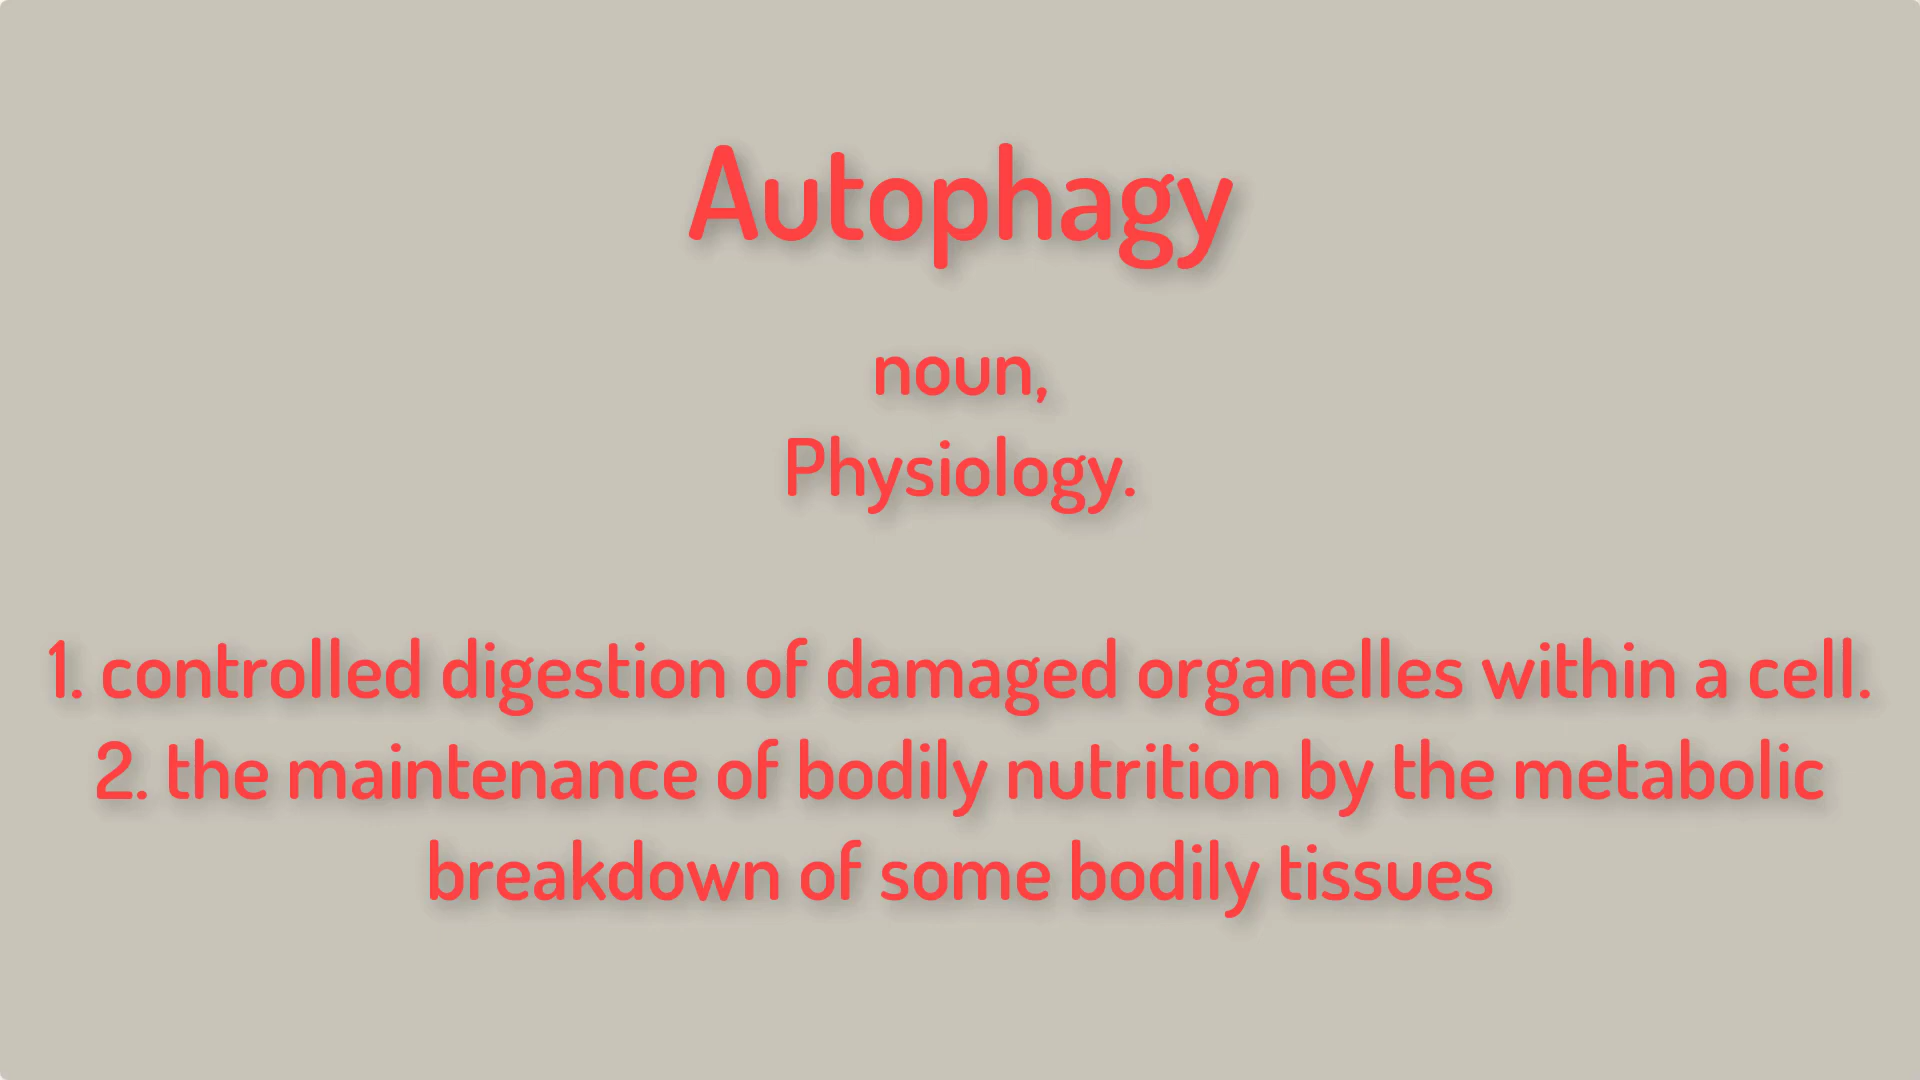 Autophagy
noun,
Physiology.
1. controlled digestion of damaged organelles within a cell.
2. the maintenance of bodily nutrition by the metabolic
breakdown of some bodily tissues